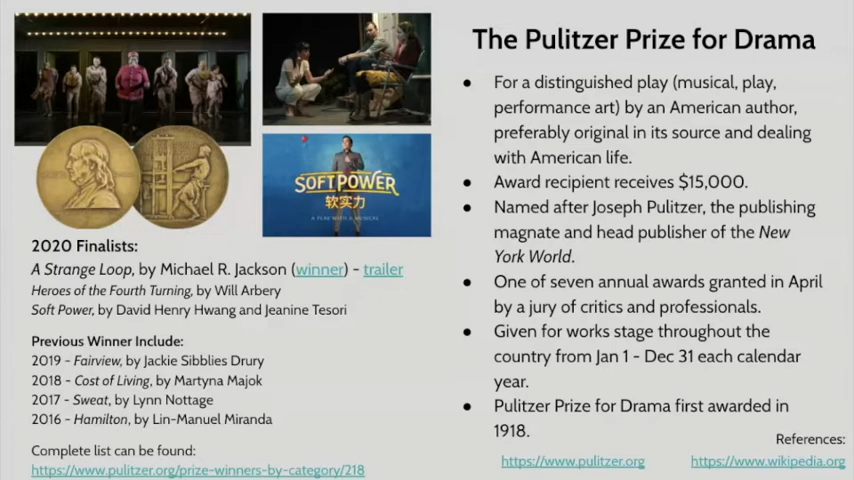 The Pulitzer Prize for Drama
SOFT POWER
软实力
A PLAY WITH A MUSICAL
2020 Finalists:
A Strange Loop, by Michael R. Jackson (winner) - trailer
Heroes of the Fourth Turning, by Will Arbery
Soft Power, by David Henry Hwang and Jeanine Tesori
Previous Winner Include:
2019 - Fairview, by Jackie Sibblies Drury
2018 - Cost of Living, by Martyna Majok
2017 - Sweat, by Lynn Nottage
2016 - Hamilton, by Lin-Manuel Miranda
Complete list can be found:
https://www.pulitzer.org/prize-winners-by-category/218
● For a distinguished play (musical, play,
performance art) by an American author,
preferably original in its source and dealing
with American life.
● Award recipient receives $15,000.
● Named after Joseph Pulitzer, the publishing
magnate and head publisher of the New
York World.
● One of seven annual awards granted in April
by a jury of critics and professionals.
● Given for works stage throughout the
country from Jan 1 - Dec 31 each calendar
year.
● Pulitzer Prize for Drama first awarded in
1918.
References:
https://www.pulitzer.org https://www.wikipedia.org